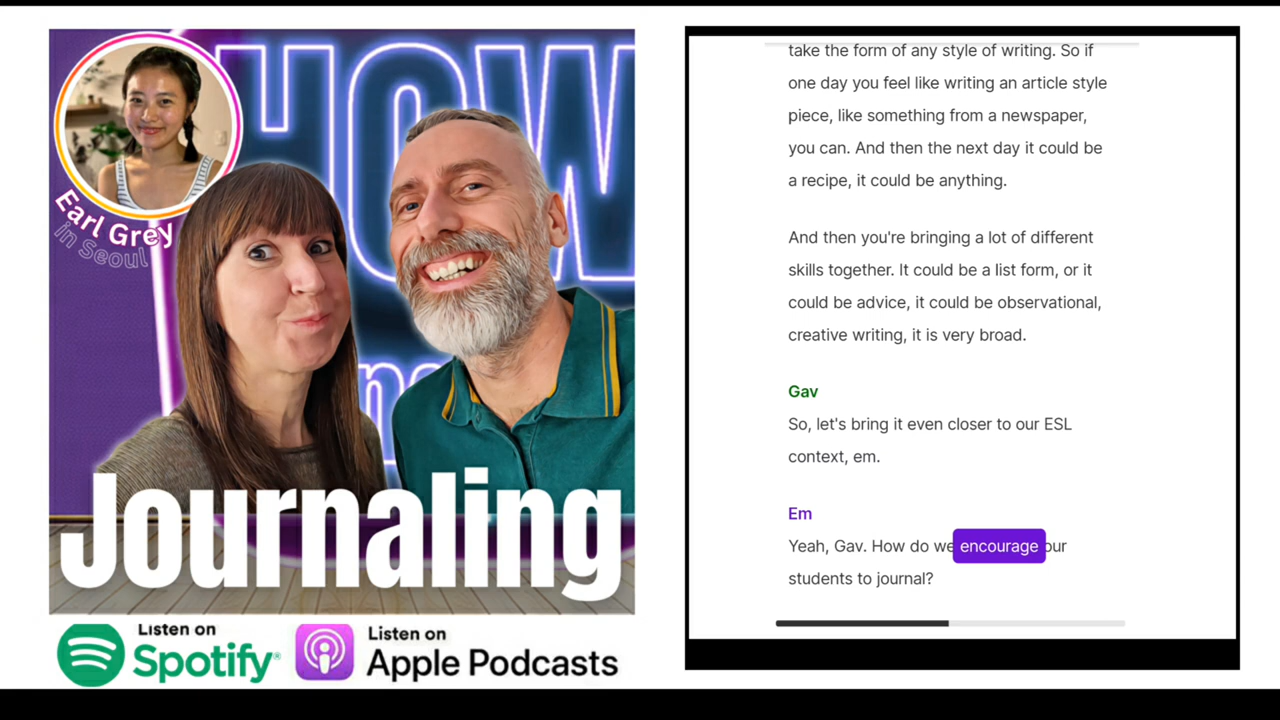 HOW
Earl Grey
in Seoul
Journaling
Listen on
Spotify
Listen on
Apple Podcasts
take the form of any style of writing. So if
one day you feel like writing an article style
piece, like something from a newspaper,
you can. And then the next day it could be
a recipe, it could be anything.
And then you're bringing a lot of different
skills together. It could be a list form, or it
could be advice, it could be observational,
creative writing, it is very broad.
Gav
So, let's bring it even closer to our ESL
context, em.
Em
Yeah, Gav. How do we encourage our
students to journal?